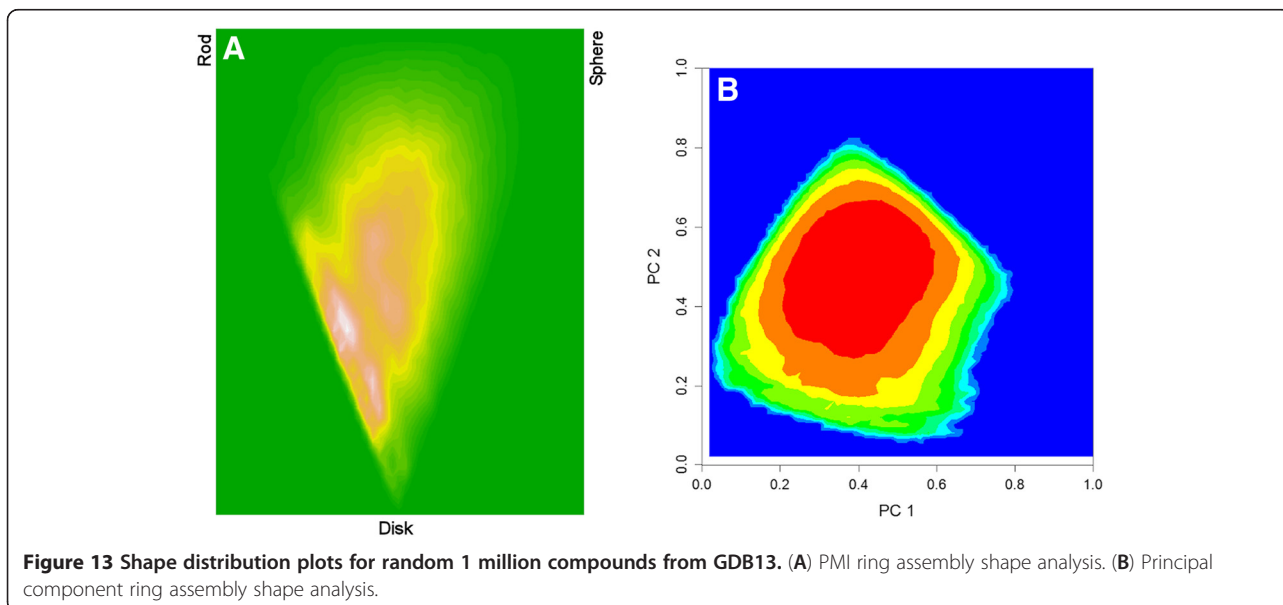 Rod
A
Sphere
Disk
B
1.0
0.8
0.6
0.4
0.2
0.0
PC 2
0.0 0.2 0.4 0.6 0.8 1.0
PC 1
Figure 13 Shape distribution plots for random 1 million compounds from GDB13. (A) PMI ring assembly shape analysis. (B) Principal
component ring assembly shape analysis.